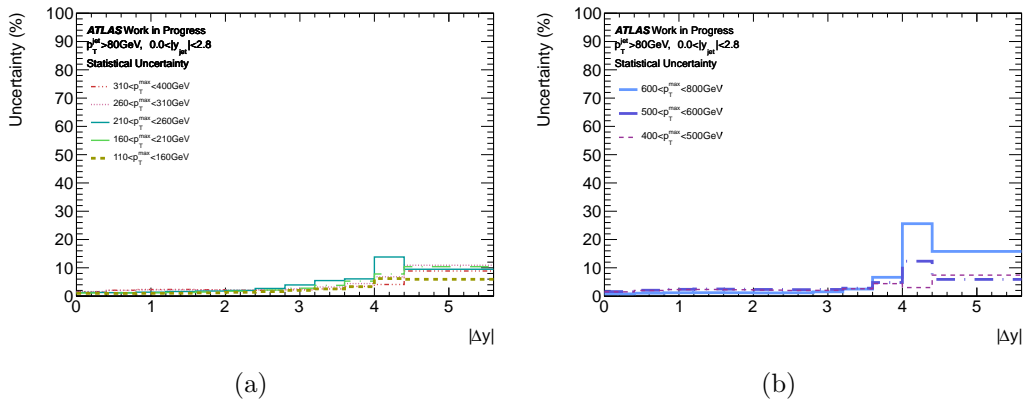 Uncertainty (%)
100
90
80
70
60
50
40
30
20
10
0
ATLAS Work in Progress
p_T^jet>80GeV, 0.0<|y_jet|<2.8
Statistical Uncertainty
310<p_T^max<400GeV
260<p_T^max<310GeV
210<p_T^max<260GeV
160<p_T^max<210GeV
110<p_T^max<160GeV
0 1 2 3 4 5
|Δy|
(a)
Uncertainty (%)
100
90
80
70
60
50
40
30
20
10
0
ATLAS Work in Progress
p_T^jet>80GeV, 0.0<|y_jet|<2.8
Statistical Uncertainty
600<p_T^max<800GeV
500<p_T^max<600GeV
400<p_T^max<500GeV
0 1 2 3 4 5
|Δy|
(b)